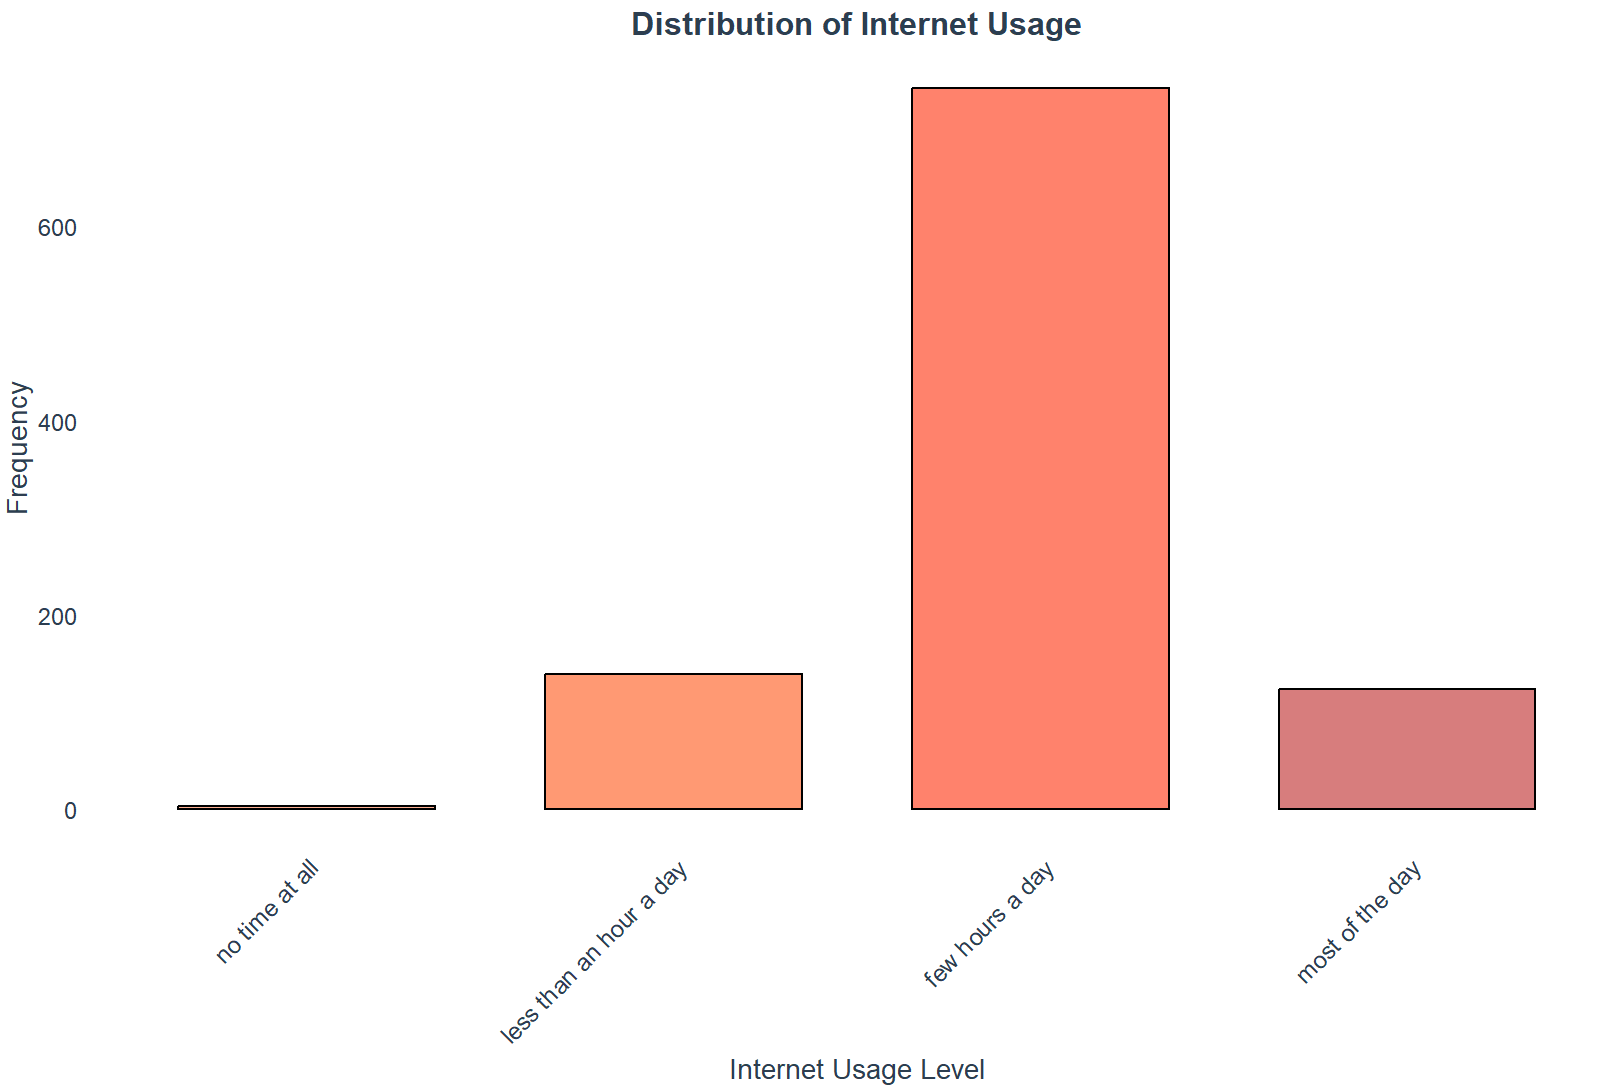 Distribution of Internet Usage
Frequency
600
400
200
0
no time at all
less than an hour a day
few hours a day
most of the day
Internet Usage Level